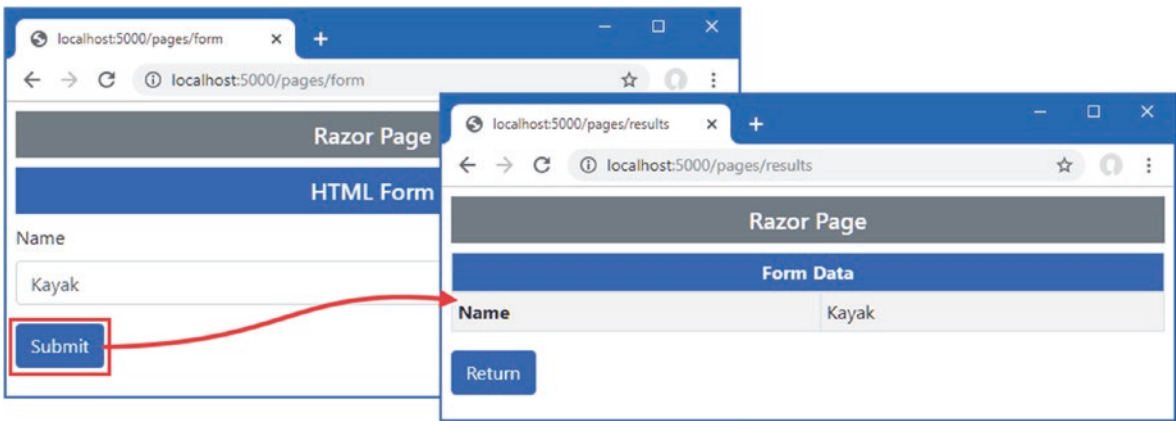 localhost:5000/pages/form
localhost:5000/pages/form
Razor Page
HTML Form
Name
Kayak
Submit
localhost:5000/pages/results
localhost:5000/pages/results
Razor Page
Form Data
Name Kayak
Return